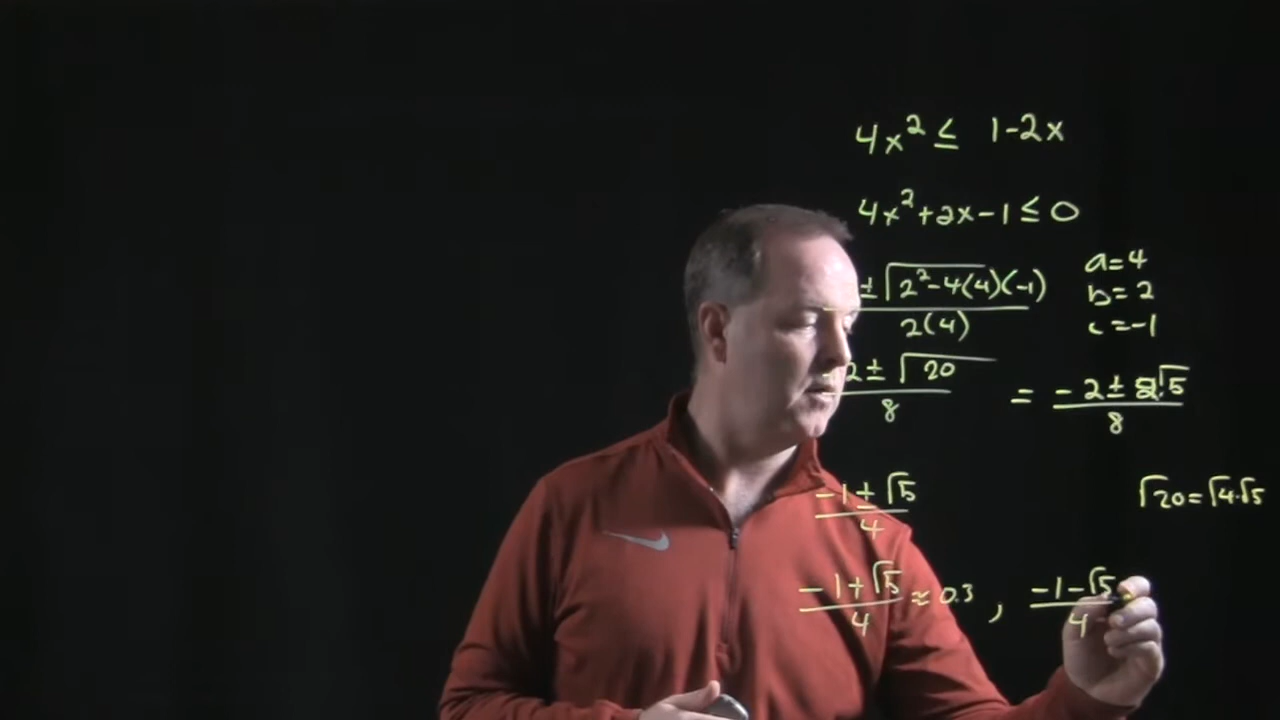 4x² ≤ 1-2x
4x²+2x-1 ≤ 0
±√2²-4(4)(-1)
2(4)
a=4
b=2
c=-1
2±√20
8
= -2±2√5
8
-1±√5
4
√20=√4·√5
-1+√5
4
≈ 0.3 ,
-1-√5
4